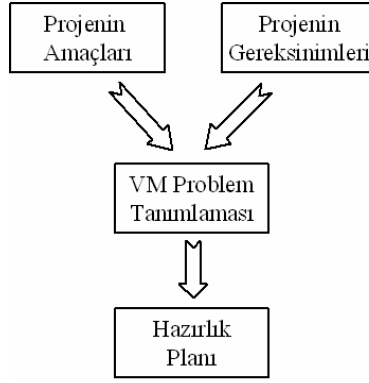 Projenin
Amaçları
Projenin
Gereksinimleri
VM Problem
Tanımlaması
Hazırlık
Planı